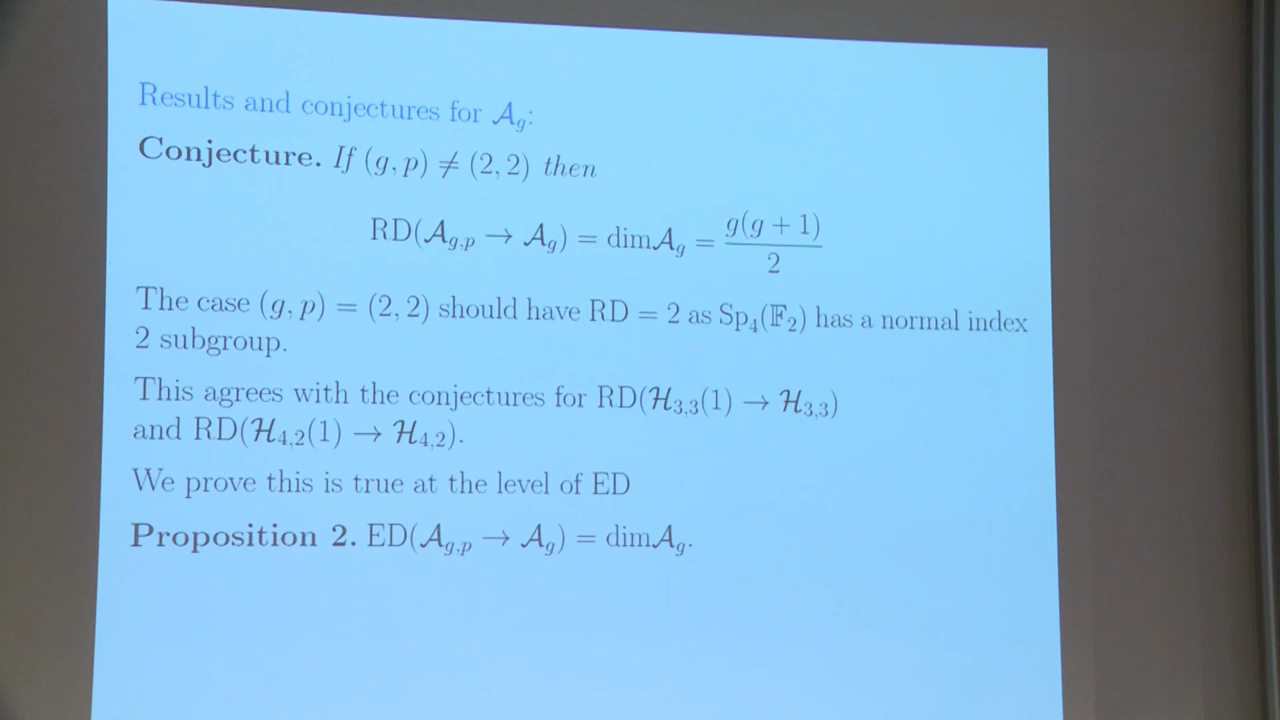 Results and conjectures for 𝒜_g:
Conjecture. If (g, p) ≠ (2, 2) then
RD(𝒜_{g,p} → 𝒜_g) = dim𝒜_g = \frac{g(g + 1)}{2}
The case (g, p) = (2, 2) should have RD = 2 as Sp_4(𝔽_2) has a normal index
2 subgroup.
This agrees with the conjectures for RD(ℋ_{3,3}(1) → ℋ_{3,3})
and RD(ℋ_{4,2}(1) → ℋ_{4,2}).
We prove this is true at the level of ED
Proposition 2. ED(𝒜_{g,p} → 𝒜_g) = dim𝒜_g.